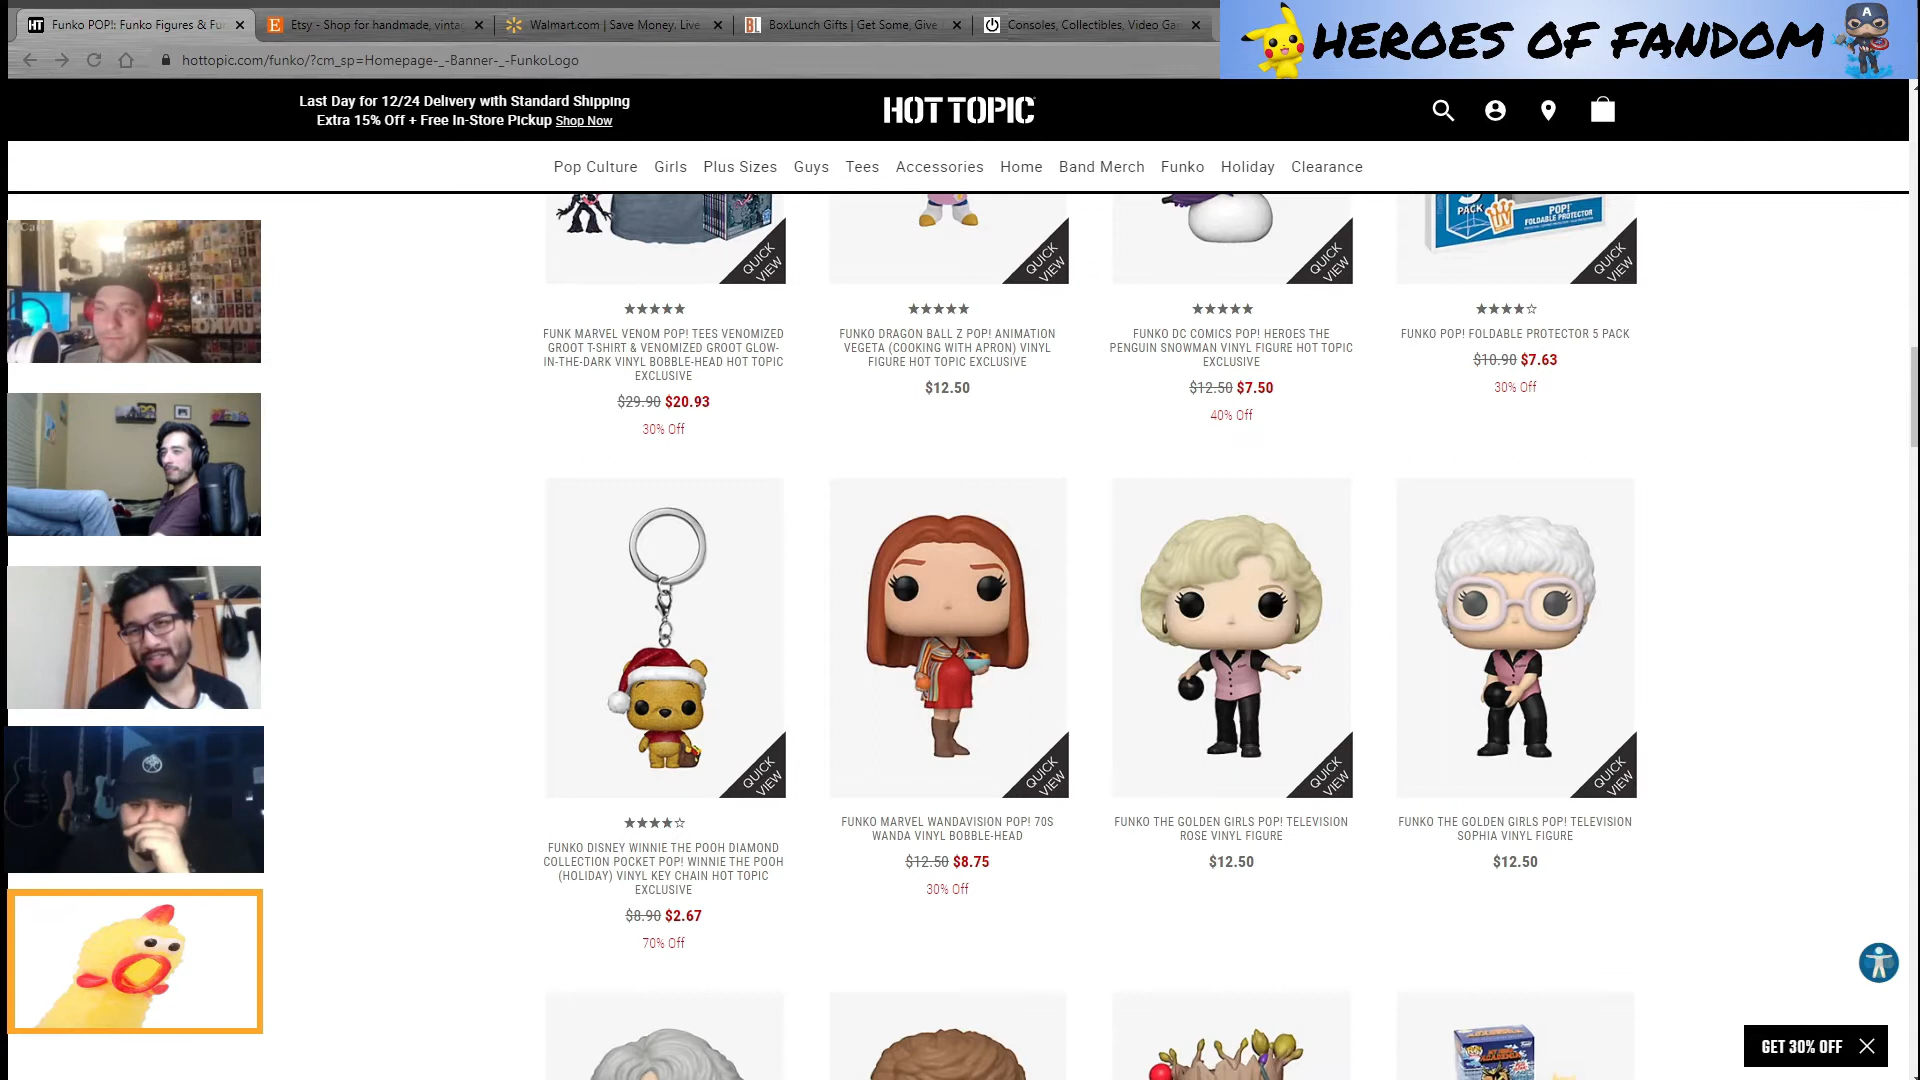 Funko POP!: Funko Figures & Fu
Etsy - Shop for handmade, vinta
Walmart.com | Save Money. Live
BoxLunch Gifts | Get Some, Give
Consoles, Collectibles, Video Ga
HEROES OF FANDOM
hottopic.com/funko/?cm_sp=Homepage-_-Banner-_-FunkoLogo
Last Day for 12/24 Delivery with Standard Shipping
Extra 15% Off + Free In-Store Pickup Shop Now
HOT TOPIC
Pop Culture Girls Plus Sizes Guys Tees Accessories Home Band Merch Funko Holiday Clearance
PACK
POP!
FOLDABLE PROTECTOR
QUICK VIEW
QUICK VIEW
QUICK VIEW
QUICK VIEW
FUNK MARVEL VENOM POP! TEES VENOMIZED
GROOT T-SHIRT & VENOMIZED GROOT GLOW-
IN-THE-DARK VINYL BOBBLE-HEAD HOT TOPIC
EXCLUSIVE
$29.90 $20.93
30% Off
FUNKO DRAGON BALL Z POP! ANIMATION
VEGETA (COOKING WITH APRON) VINYL
FIGURE HOT TOPIC EXCLUSIVE
$12.50
FUNKO DC COMICS POP! HEROES THE
PENGUIN SNOWMAN VINYL FIGURE HOT TOPIC
EXCLUSIVE
$12.50 $7.50
40% Off
FUNKO POP! FOLDABLE PROTECTOR 5 PACK
$10.90 $7.63
30% Off
QUICK VIEW
QUICK VIEW
QUICK VIEW
QUICK VIEW
FUNKO DISNEY WINNIE THE POOH DIAMOND
COLLECTION POCKET POP! WINNIE THE POOH
(HOLIDAY) VINYL KEY CHAIN HOT TOPIC
EXCLUSIVE
$8.90 $2.67
70% Off
FUNKO MARVEL WANDAVISION POP! 70S
WANDA VINYL BOBBLE-HEAD
$12.50 $8.75
30% Off
FUNKO THE GOLDEN GIRLS POP! TELEVISION
ROSE VINYL FIGURE
$12.50
FUNKO THE GOLDEN GIRLS POP! TELEVISION
SOPHIA VINYL FIGURE
$12.50
GET 30% OFF